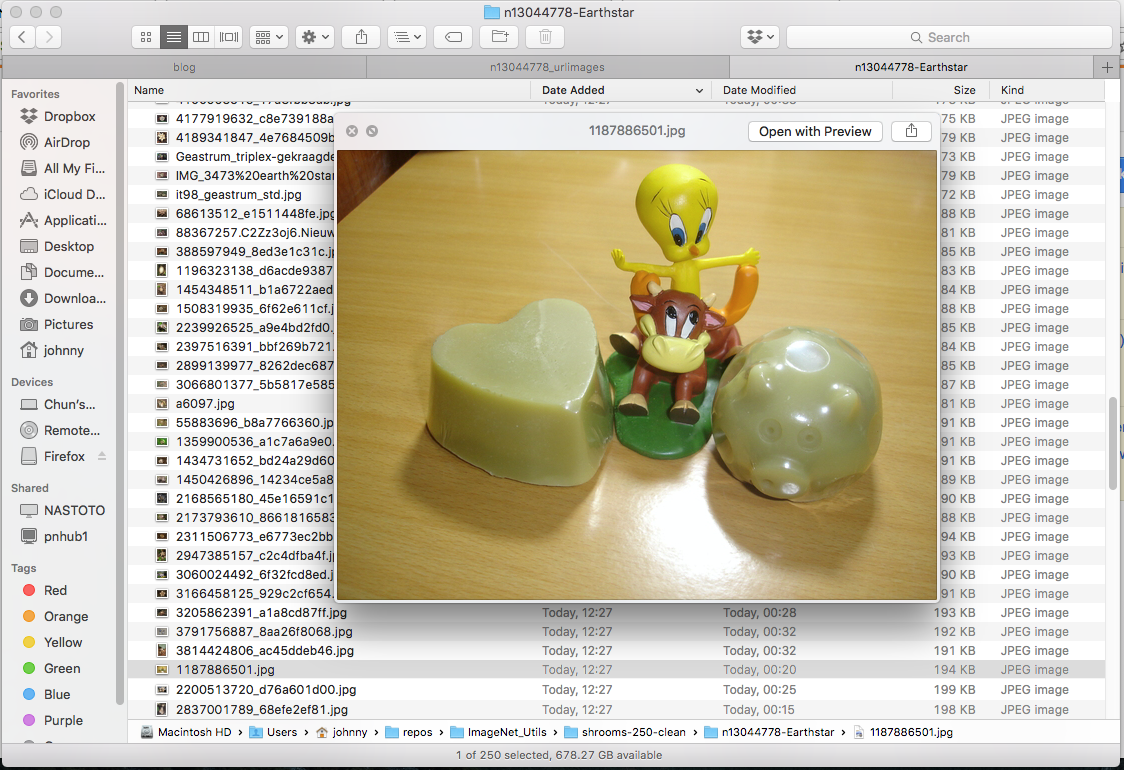 n13044778-Earthstar
Search
blog
n13044778_urlimages
n13044778-Earthstar
Favorites
Dropbox
AirDrop
All My Fi...
iCloud D...
Applicati...
Desktop
Docume...
Downloa...
Pictures
johnny
Devices
Chun's...
Remote...
Firefox
Shared
NASTOTO
pnhub1
Tags
Red
Orange
Yellow
Green
Blue
Purple
Name Date Added Date Modified Size Kind
4177919632_c8e739188a 75 KB JPEG image
4189341847_4e7684509b 79 KB JPEG image
Geastrum_triplex-gekraagde 73 KB JPEG image
IMG_3473%20earth%20star 79 KB JPEG image
it98_geastrum_std.jpg 72 KB JPEG image
68613512_e1511448fe.jpg 88 KB JPEG image
88367257.C2Zz3oj6.Nieuw 81 KB JPEG image
388597949_8ed3e1c31c.j 85 KB JPEG image
1196323138_d6acde9387 83 KB JPEG image
1454348511_b1a6722aed 84 KB JPEG image
1508319935_6f62e611cf.j 88 KB JPEG image
2239926525_a9e4bd2fd0. 85 KB JPEG image
2397516391_bbf269b721. 84 KB JPEG image
2899139977_8262dec687 85 KB JPEG image
3066801377_5b5817e585 87 KB JPEG image
a6097.jpg 81 KB JPEG image
55883696_b8a7766360.jp 91 KB JPEG image
1359900536_a1c7a6a9e0. 91 KB JPEG image
1434731652_bd24a29d60 91 KB JPEG image
1450426896_14234ce5a8 89 KB JPEG image
2168565180_45e16591c1 90 KB JPEG image
2173793610_8661816583 88 KB JPEG image
2311506773_e6773ec2bb 94 KB JPEG image
2947385157_c2c4dfba4f.j 91 KB JPEG image
3060024492_6f32fcd8ed.j 90 KB JPEG image
3166458125_929c2cf654. 91 KB JPEG image
3205862391_a1a8cd87ff.jpg Today, 12:27 Today, 00:28 193 KB JPEG image
3791756887_8aa26f8068.jpg Today, 12:27 Today, 00:32 192 KB JPEG image
3814424806_ac45ddeb46.jpg Today, 12:27 Today, 00:32 191 KB JPEG image
1187886501.jpg Today, 12:27 Today, 00:20 194 KB JPEG image
2200513720_d76a601d00.jpg Today, 12:27 Today, 00:25 199 KB JPEG image
2837001789_68efe2ef81.jpg Today, 12:27 Today, 00:15 198 KB JPEG image
1187886501.jpg
Open with Preview
Macintosh HD Users johnny repos ImageNet_Utils shrooms-250-clean n13044778-Earthstar 1187886501.jpg
1 of 250 selected, 678.27 GB available